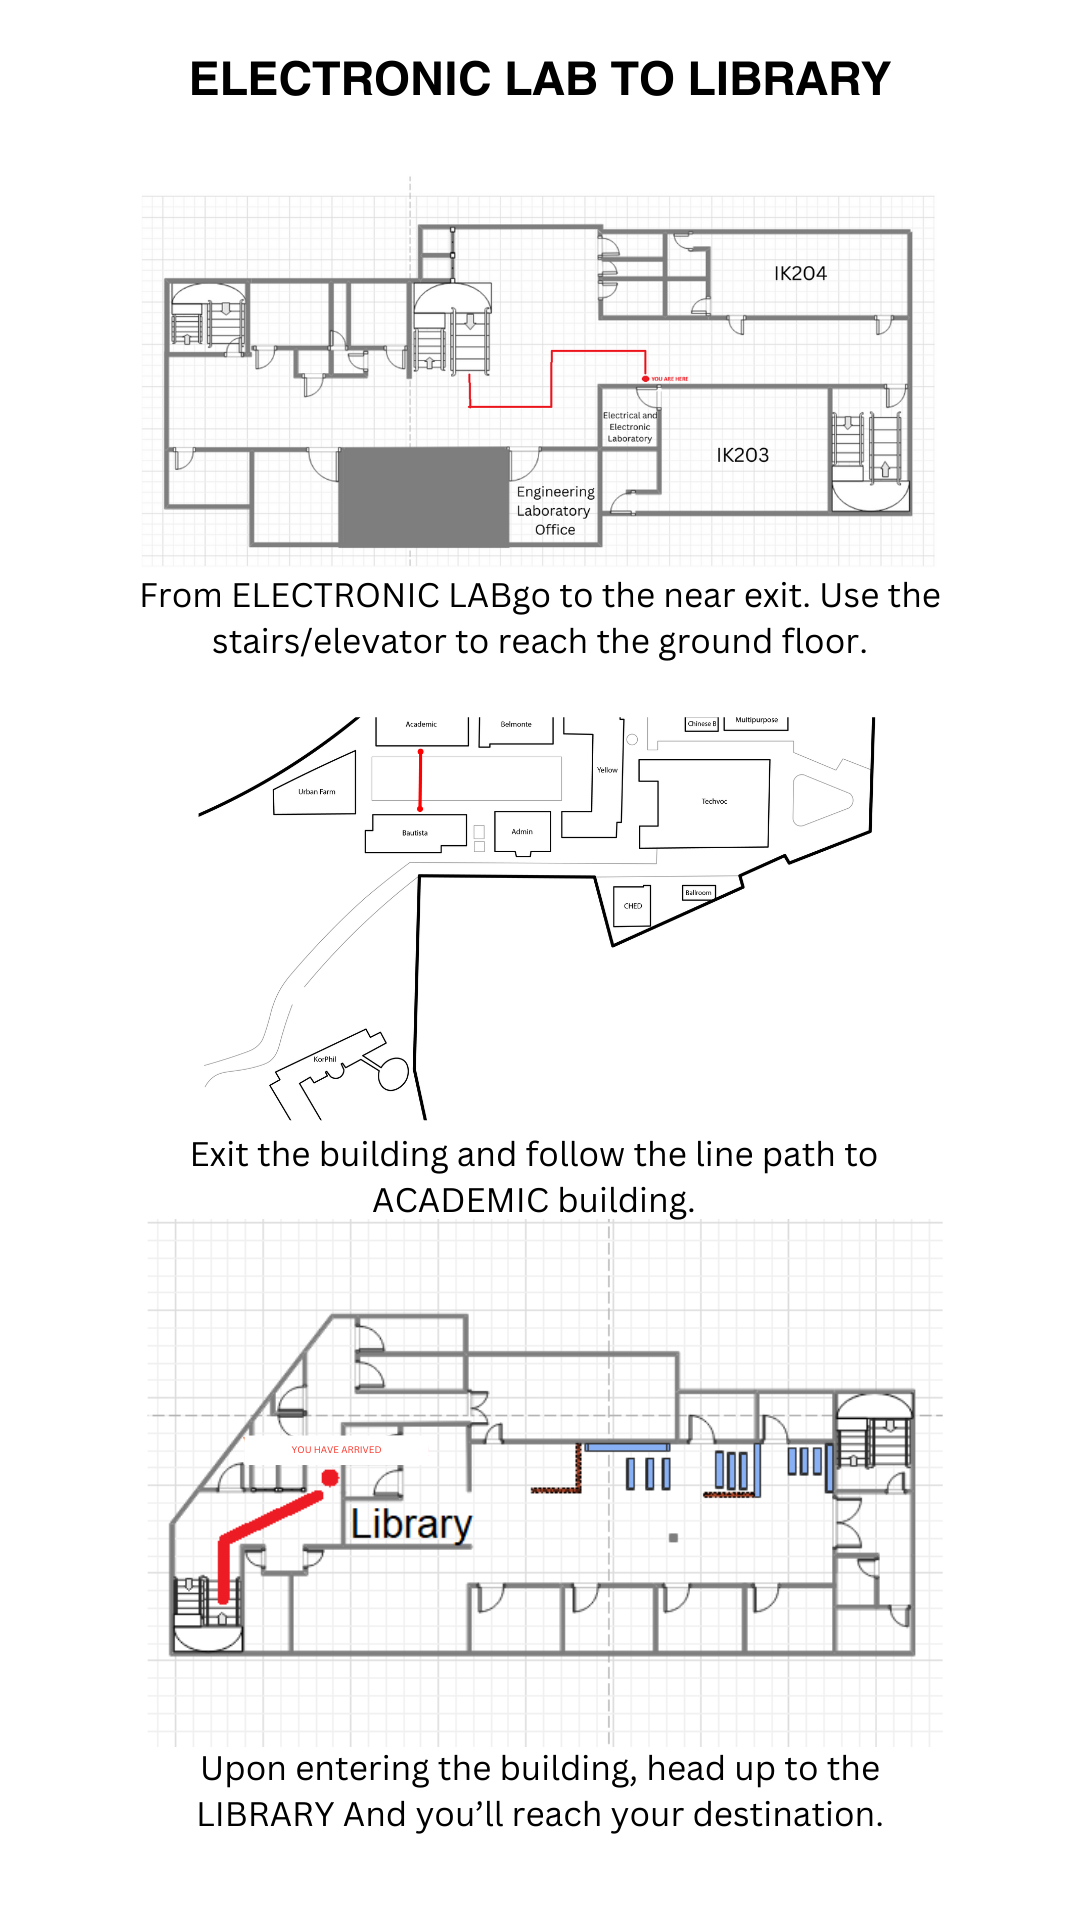 ELECTRONIC LAB TO LIBRARY
IK204
YOU ARE HERE
Electrical and
Electronic
Laboratory
IK203
Engineering
Laboratory
Office
From ELECTRONIC LABgo to the near exit. Use the
stairs/elevator to reach the ground floor.
Academic
Belmonte
Chinese B
Multipurpose
Urban Farm
Yellow
Techvoc
Bautista
Admin
CHED
Ballroom
KorPhil
Exit the building and follow the line path to
ACADEMIC building.
YOU HAVE ARRIVED
Library
Upon entering the building, head up to the
LIBRARY And you’ll reach your destination.